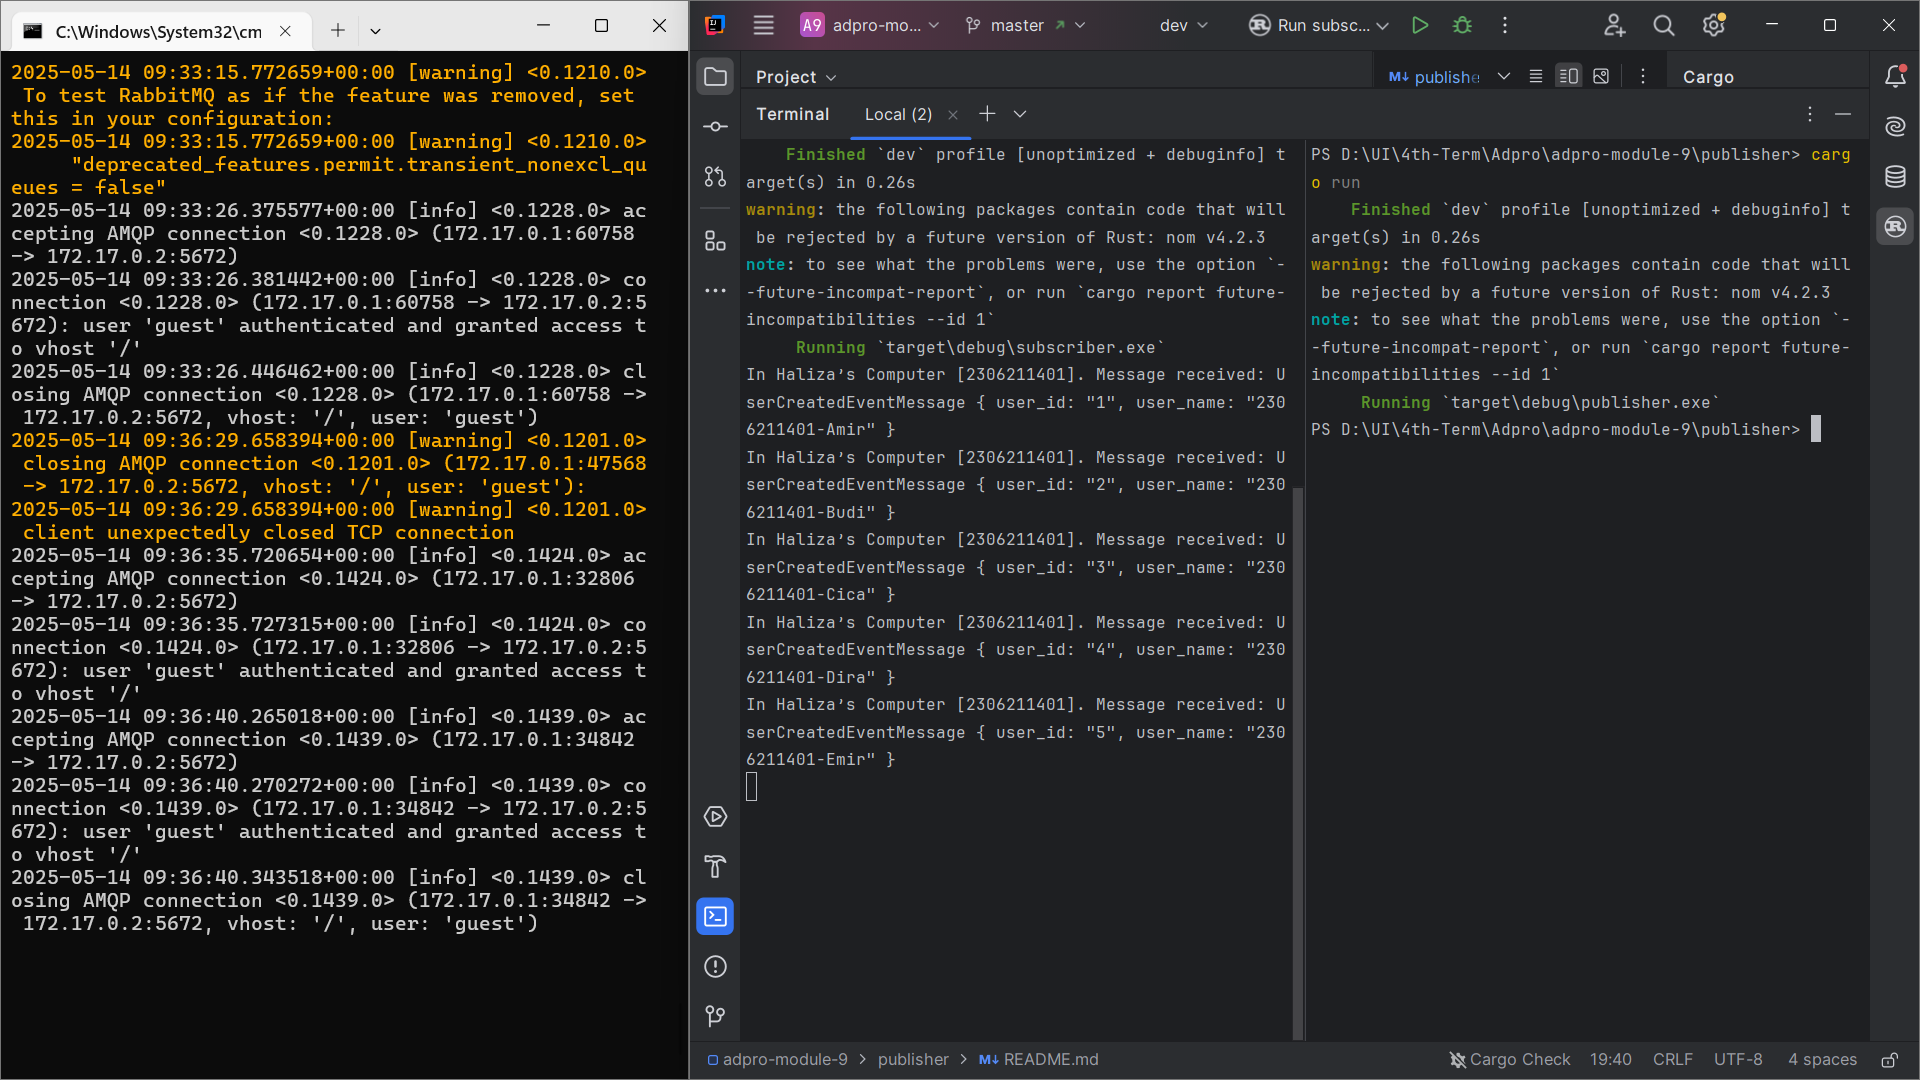 C:\Windows\System32\cm
2025-05-14 09:33:15.772659+00:00 [warning] <0.1210.0>
 To test RabbitMQ as if the feature was removed, set
this in your configuration:
2025-05-14 09:33:15.772659+00:00 [warning] <0.1210.0>
     "deprecated_features.permit.transient_nonexcl_qu
eues = false"
2025-05-14 09:33:26.375577+00:00 [info] <0.1228.0> ac
cepting AMQP connection <0.1228.0> (172.17.0.1:60758
-> 172.17.0.2:5672)
2025-05-14 09:33:26.381442+00:00 [info] <0.1228.0> co
nnection <0.1228.0> (172.17.0.1:60758 -> 172.17.0.2:5
672): user 'guest' authenticated and granted access t
o vhost '/'
2025-05-14 09:33:26.446462+00:00 [info] <0.1228.0> cl
osing AMQP connection <0.1228.0> (172.17.0.1:60758 ->
 172.17.0.2:5672, vhost: '/', user: 'guest')
2025-05-14 09:36:29.658394+00:00 [warning] <0.1201.0>
 closing AMQP connection <0.1201.0> (172.17.0.1:47568
 -> 172.17.0.2:5672, vhost: '/', user: 'guest'):
2025-05-14 09:36:29.658394+00:00 [warning] <0.1201.0>
 client unexpectedly closed TCP connection
2025-05-14 09:36:35.720654+00:00 [info] <0.1424.0> ac
cepting AMQP connection <0.1424.0> (172.17.0.1:32806
-> 172.17.0.2:5672)
2025-05-14 09:36:35.727315+00:00 [info] <0.1424.0> co
nnection <0.1424.0> (172.17.0.1:32806 -> 172.17.0.2:5
672): user 'guest' authenticated and granted access t
o vhost '/'
2025-05-14 09:36:40.265018+00:00 [info] <0.1439.0> ac
cepting AMQP connection <0.1439.0> (172.17.0.1:34842
-> 172.17.0.2:5672)
2025-05-14 09:36:40.270272+00:00 [info] <0.1439.0> co
nnection <0.1439.0> (172.17.0.1:34842 -> 172.17.0.2:5
672): user 'guest' authenticated and granted access t
o vhost '/'
2025-05-14 09:36:40.343518+00:00 [info] <0.1439.0> cl
osing AMQP connection <0.1439.0> (172.17.0.1:34842 ->
 172.17.0.2:5672, vhost: '/', user: 'guest')
A9 adpro-mo... master dev Run subsc...
Project
M↓ publishe
Cargo
Terminal Local (2)
    Finished `dev` profile [unoptimized + debuginfo] t
arget(s) in 0.26s
warning: the following packages contain code that will
 be rejected by a future version of Rust: nom v4.2.3
note: to see what the problems were, use the option `-
-future-incompat-report`, or run `cargo report future-
incompatibilities --id 1`
     Running `target\debug\subscriber.exe`
In Haliza's Computer [2306211401]. Message received: U
serCreatedEventMessage { user_id: "1", user_name: "230
6211401-Amir" }
In Haliza's Computer [2306211401]. Message received: U
serCreatedEventMessage { user_id: "2", user_name: "230
6211401-Budi" }
In Haliza's Computer [2306211401]. Message received: U
serCreatedEventMessage { user_id: "3", user_name: "230
6211401-Cica" }
In Haliza's Computer [2306211401]. Message received: U
serCreatedEventMessage { user_id: "4", user_name: "230
6211401-Dira" }
In Haliza's Computer [2306211401]. Message received: U
serCreatedEventMessage { user_id: "5", user_name: "230
6211401-Emir" }
PS D:\UI\4th-Term\Adpro\adpro-module-9\publisher> carg
o run
    Finished `dev` profile [unoptimized + debuginfo] t
arget(s) in 0.26s
warning: the following packages contain code that will
 be rejected by a future version of Rust: nom v4.2.3
note: to see what the problems were, use the option `-
-future-incompat-report`, or run `cargo report future-
incompatibilities --id 1`
     Running `target\debug\publisher.exe`
PS D:\UI\4th-Term\Adpro\adpro-module-9\publisher>
adpro-module-9 > publisher > M↓ README.md
Cargo Check 19:40 CRLF UTF-8 4 spaces